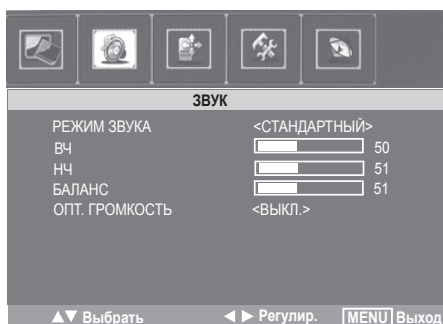 ЗВУК
РЕЖИМ ЗВУКА <СТАНДАРТНЫЙ>
ВЧ 50
НЧ 51
БАЛАНС 51
ОПТ. ГРОМКОСТЬ <ВЫКЛ.>
▲▼ Выбрать ◀ ▶ Регулир. MENU Выход